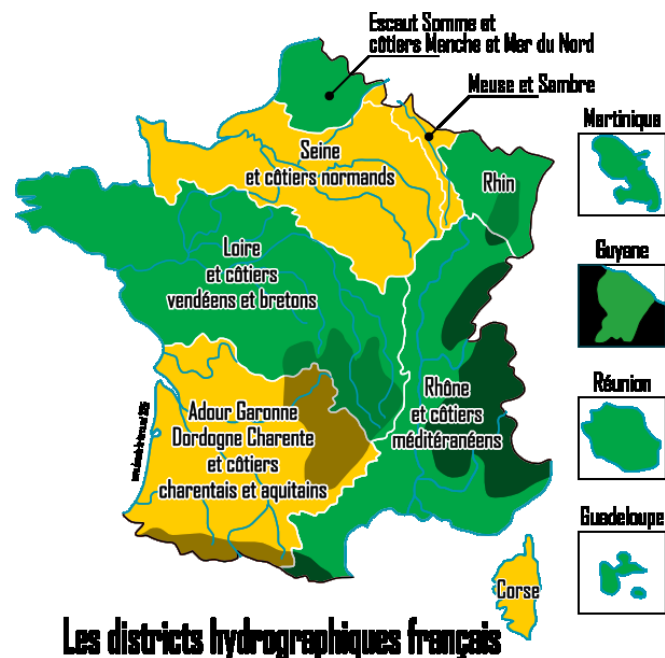 Escaut Somme et
côtiers Manche et Mer du Nord
Meuse et Sambre
Martinique
Seine
et côtiers normands
Rhin
Guyane
Loire
et côtiers
vendéens et bretons
Réunion
Rhône
et côtiers
méditéranéens
Adour Garonne
Dordogne Charente
et côtiers
charentais et aquitains
Guadeloupe
Corse
Les districts hydrographiques français